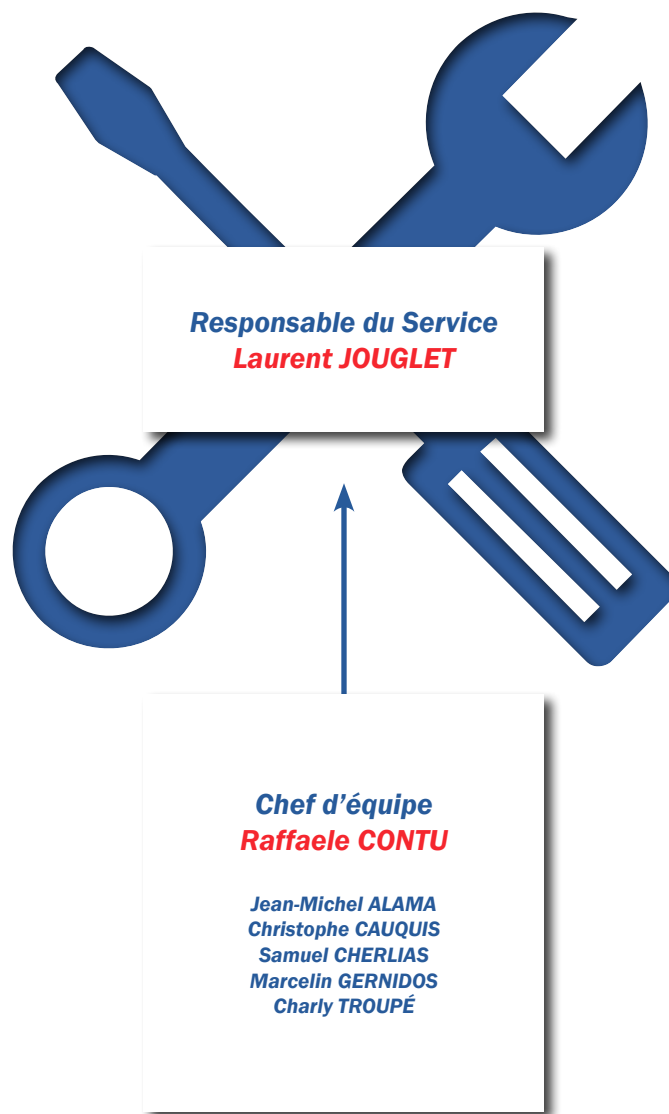 Responsable du Service
Laurent JOUGLET
Chef d’équipe
Raffaele CONTU
Jean-Michel ALAMA
Christophe CAUQUIS
Samuel CHERLIAS
Marcelin GERNIDOS
Charly TROUPÉ